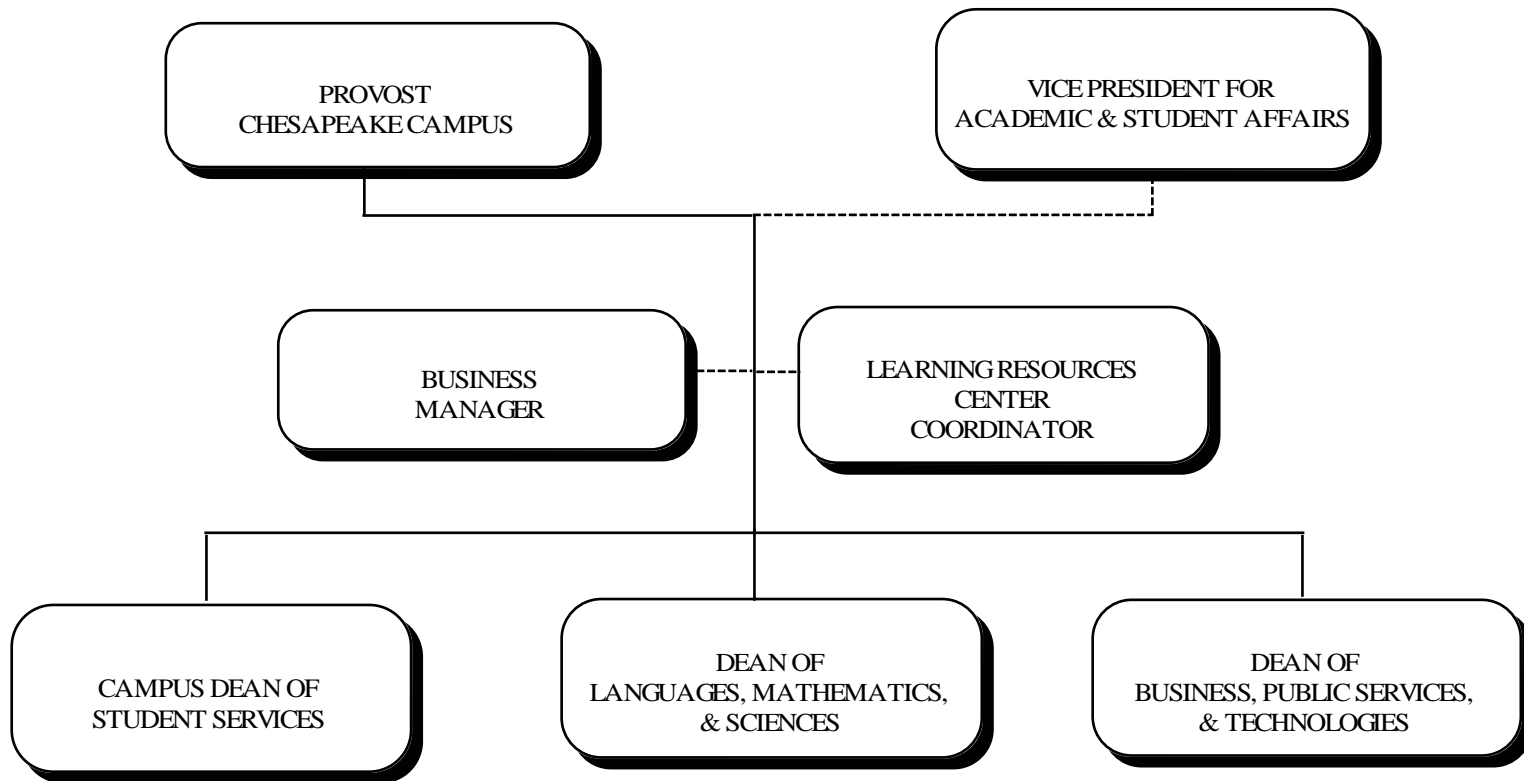 PROVOST
CHESAPEAKE CAMPUS
VICE PRESIDENT FOR
ACADEMIC & STUDENT AFFAIRS
BUSINESS
MANAGER
LEARNING RESOURCES
CENTER
COORDINATOR
CAMPUS DEAN OF
STUDENT SERVICES
DEAN OF
LANGUAGES, MATHEMATICS,
& SCIENCES
DEAN OF
BUSINESS, PUBLIC SERVICES,
& TECHNOLOGIES